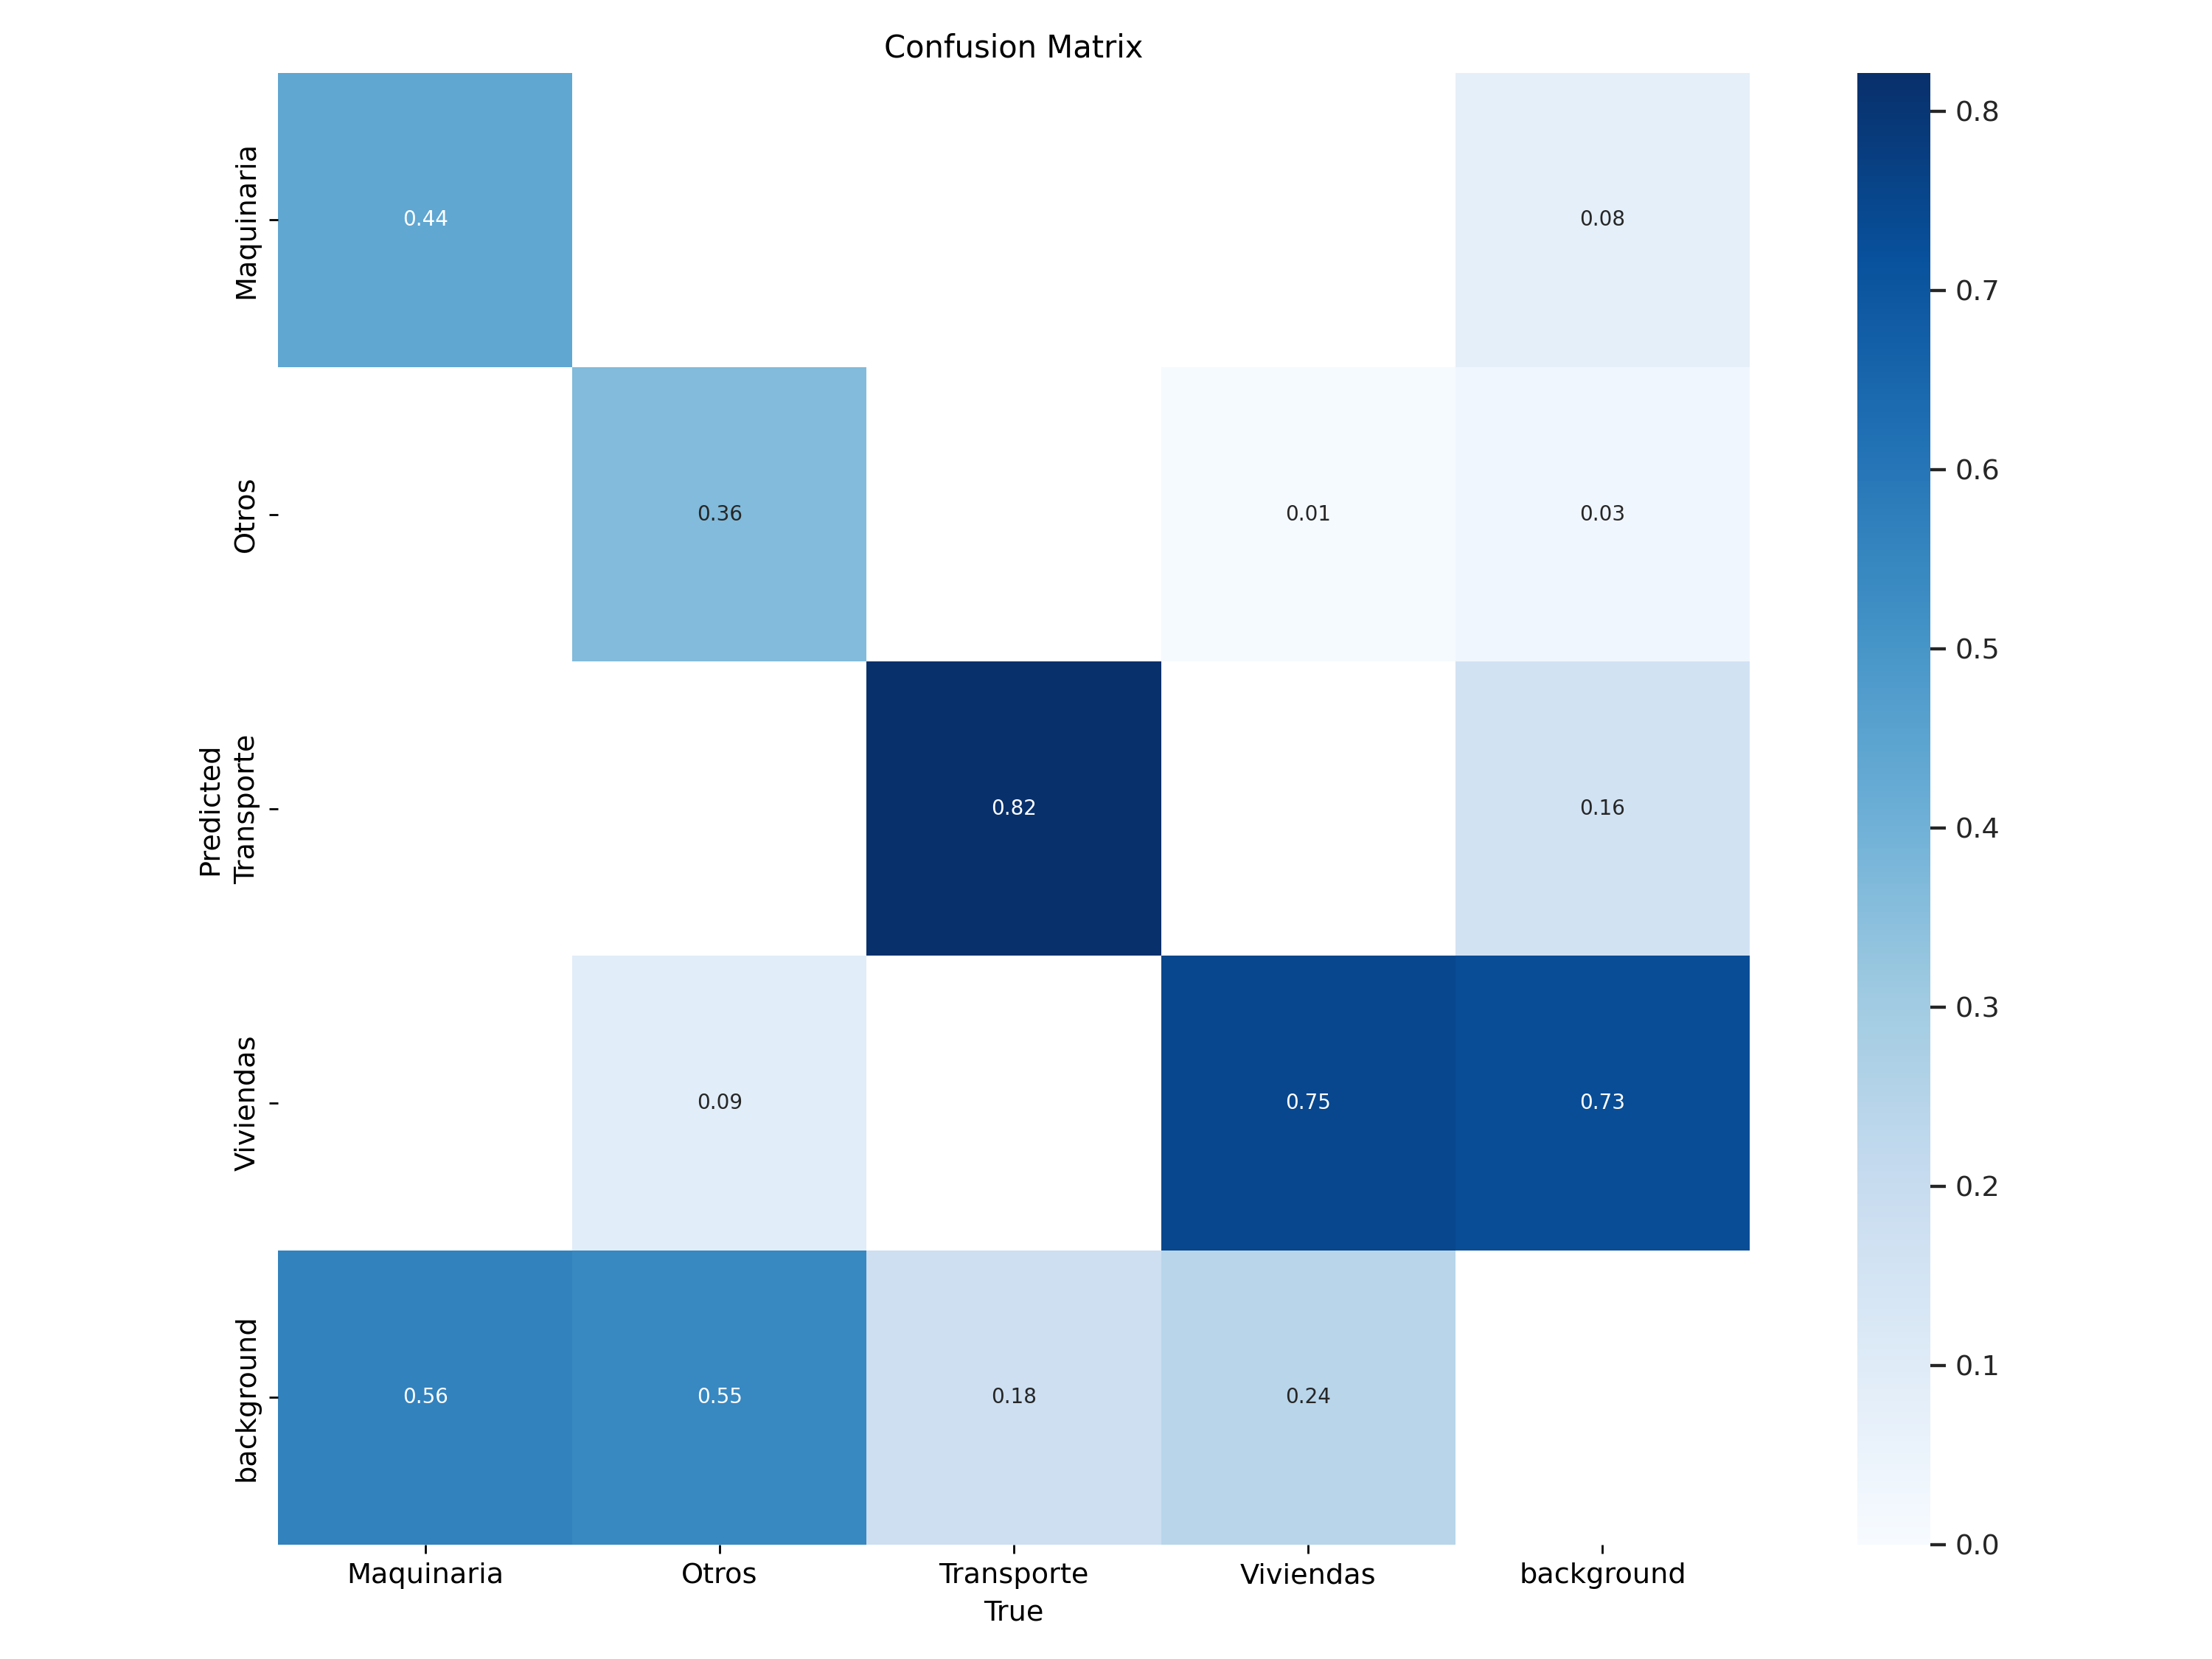 Confusion Matrix
Maquinaria
0.44
0.08
Otros
0.36
0.01
0.03
Predicted
Transporte
0.82
0.16
Viviendas
0.09
0.75
0.73
background
0.56
0.55
0.18
0.24
Maquinaria
Otros
Transporte
Viviendas
background
True
0.8
0.7
0.6
0.5
0.4
0.3
0.2
0.1
0.0